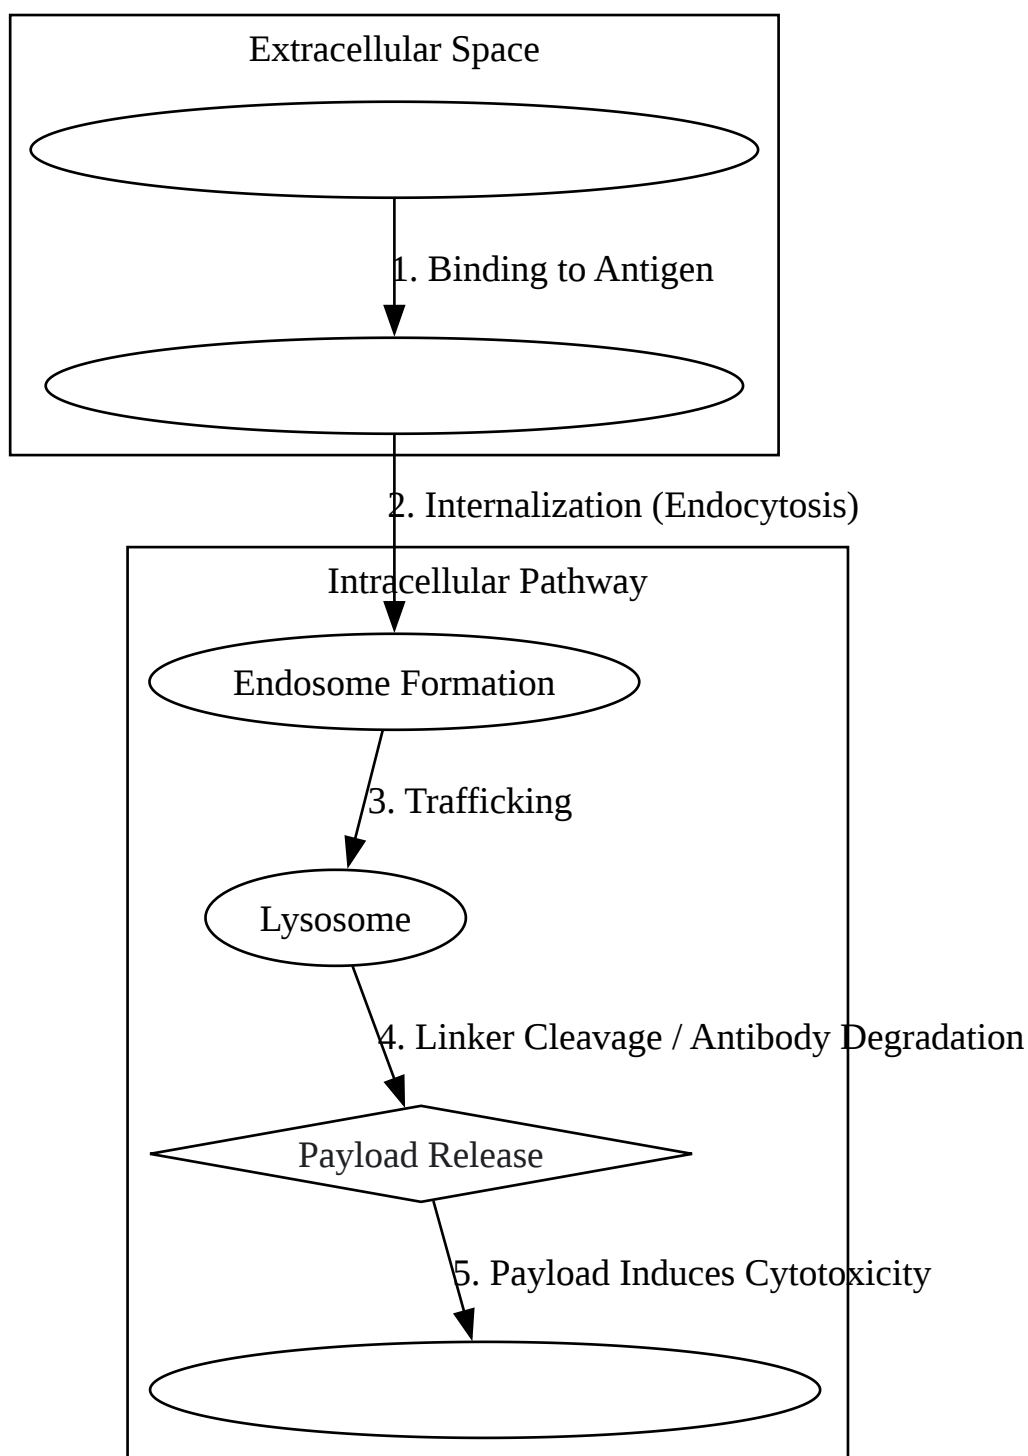 Extracellular Space
1. Binding to Antigen
2. Internalization (Endocytosis)
Intracellular Pathway
Endosome Formation
3. Trafficking
Lysosome
4. Linker Cleavage / Antibody Degradation
Payload Release
5. Payload Induces Cytotoxicity